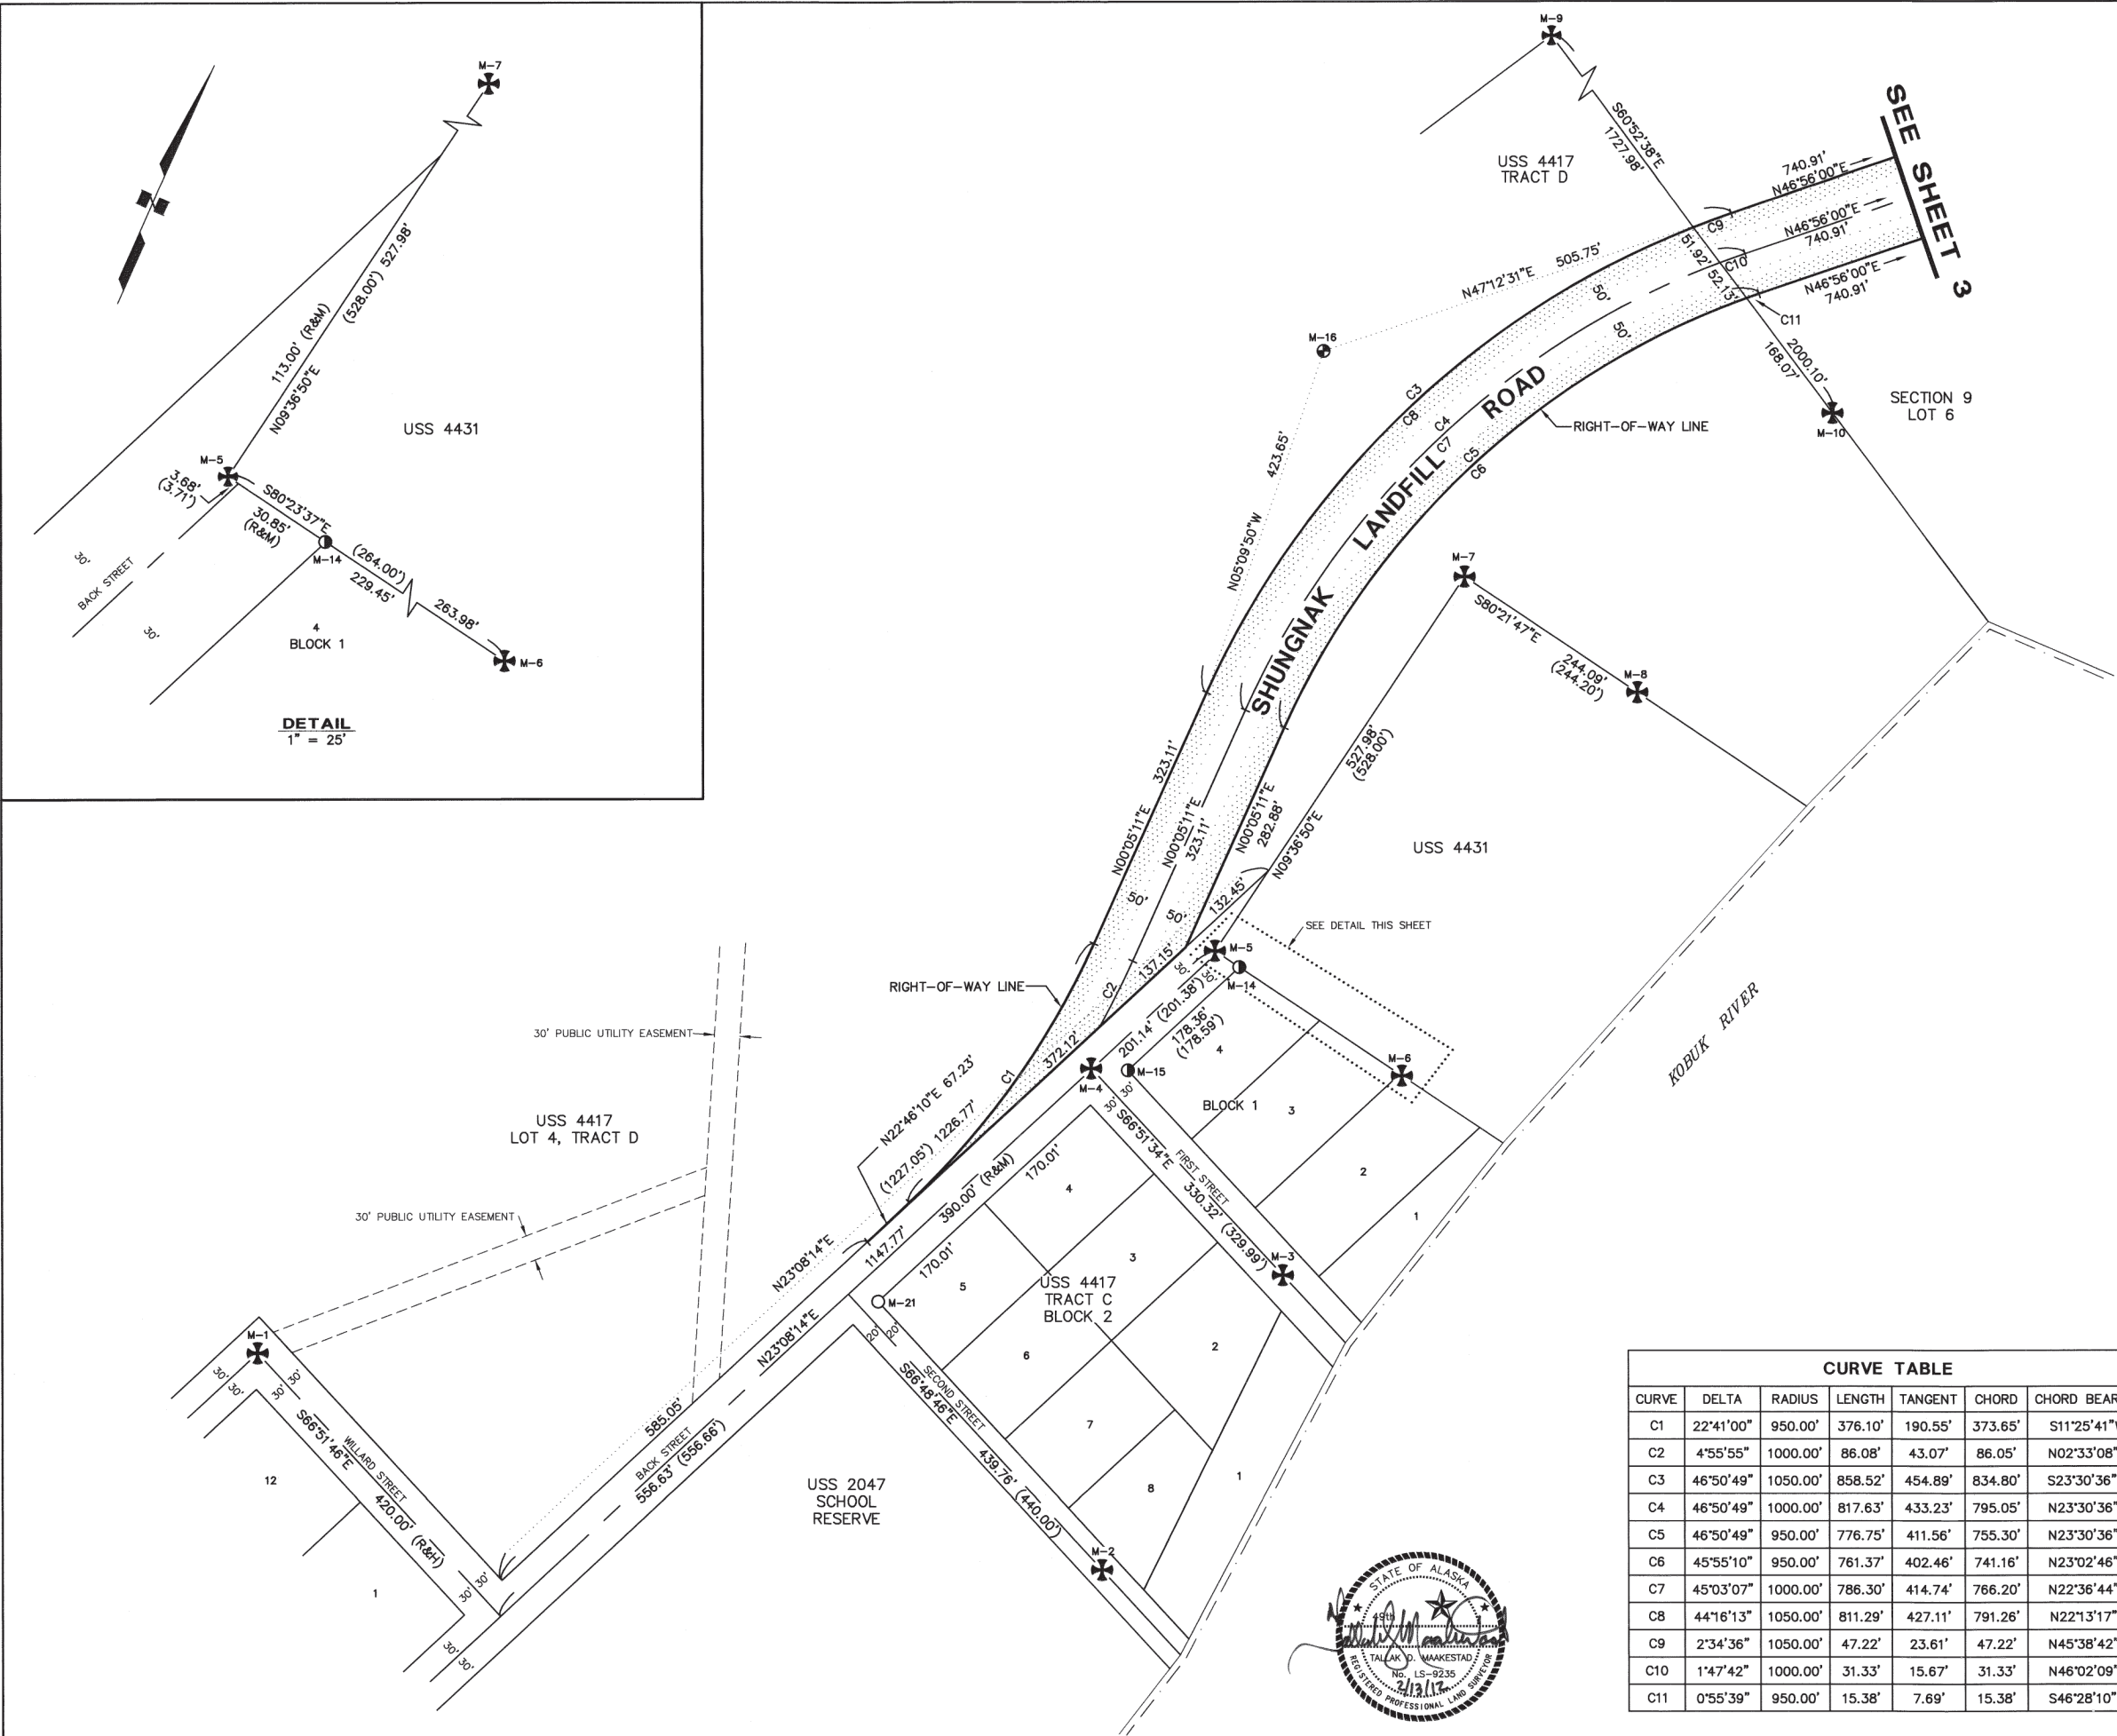 M-7
(528.00') 527.98'
113.00' (R&M)
N09°36'50"E
USS 4431
M-5
3.68'
(3.71')
S80°23'37"E
30.85'
(R&M)
M-14
(264.00')
229.45'
263.98'
M-6
30'
BACK STREET
30'
4
BLOCK 1
DETAIL
1" = 25'
M-9
S60°52'38"E
1727.98'
USS 4417
TRACT D
SEE SHEET 3
740.91'
N46°56'00"E
C9
N46°56'00"E
740.91'
51.92'
C10
52.13'
N46°56'00"E
740.91'
C11
N47°12'31"E 505.75'
50'
50'
M-16
2000.10'
168.07'
M-10
SECTION 9
LOT 6
C3
C8
C4
C7
C5
C6
SHUNGNAK LANDFILL ROAD
RIGHT-OF-WAY LINE
423.65'
N05°09'50"W
M-7
S80°21'47"E
244.09'
(244.20')
M-8
527.98'
(528.00')
N09°36'50"E
323.11'
N00°05'11"E
N00°05'11"E
323.11'
N00°05'11"E
282.88'
USS 4431
50'
50'
132.45'
SEE DETAIL THIS SHEET
M-5
137.15'
30'
30'
M-14
C2
RIGHT-OF-WAY LINE
30' PUBLIC UTILITY EASEMENT
201.14' (201.38')
178.36'
(178.59')
372.12'
C1
M-4
M-15
30'
30'
4
M-6
KOBUK RIVER
BLOCK 1
3
2
1
N22°46'10"E 67.23'
(1227.05') 1226.77'
USS 4417
LOT 4, TRACT D
30' PUBLIC UTILITY EASEMENT
S66°51'34"E
FIRST STREET
330.32' (329.99')
M-3
390.00' (R&M)
1147.77'
170.01'
170.01'
N23°08'14"E
N23°08'14"E
M-21
20'
20'
4
3
5
USS 4417
TRACT C
BLOCK 2
6
2
7
8
1
M-1
30'
30'
30'
30'
S66°51'46"E
WILLARD STREET
420.00' (R&H)
12
1
30'
30'
30'
30'
585.05'
BACK STREET
556.63' (556.66')
SECOND STREET
S66°48'46"E
439.76' (440.00')
USS 2047
SCHOOL
RESERVE
M-2
STATE OF ALASKA
49th
TALLAK D. MAAKESTAD
No. LS-9235
2/13/12
REGISTERED PROFESSIONAL LAND SURVEYOR
CURVE TABLE
CURVE DELTA RADIUS LENGTH TANGENT CHORD CHORD BEAR
C1 22°41'00" 950.00' 376.10' 190.55' 373.65' S11°25'41"W
C2 4°55'55" 1000.00' 86.08' 43.07' 86.05' N02°33'08"
C3 46°50'49" 1050.00' 858.52' 454.89' 834.80' S23°30'36"
C4 46°50'49" 1000.00' 817.63' 433.23' 795.05' N23°30'36"
C5 46°50'49" 950.00' 776.75' 411.56' 755.30' N23°30'36"
C6 45°55'10" 950.00' 761.37' 402.46' 741.16' N23°02'46"
C7 45°03'07" 1000.00' 786.30' 414.74' 766.20' N22°36'44"
C8 44°16'13" 1050.00' 811.29' 427.11' 791.26' N22°13'17"
C9 2°34'36" 1050.00' 47.22' 23.61' 47.22' N45°38'42"
C10 1°47'42" 1000.00' 31.33' 15.67' 31.33' N46°02'09"
C11 0°55'39" 950.00' 15.38' 7.69' 15.38' S46°28'10"